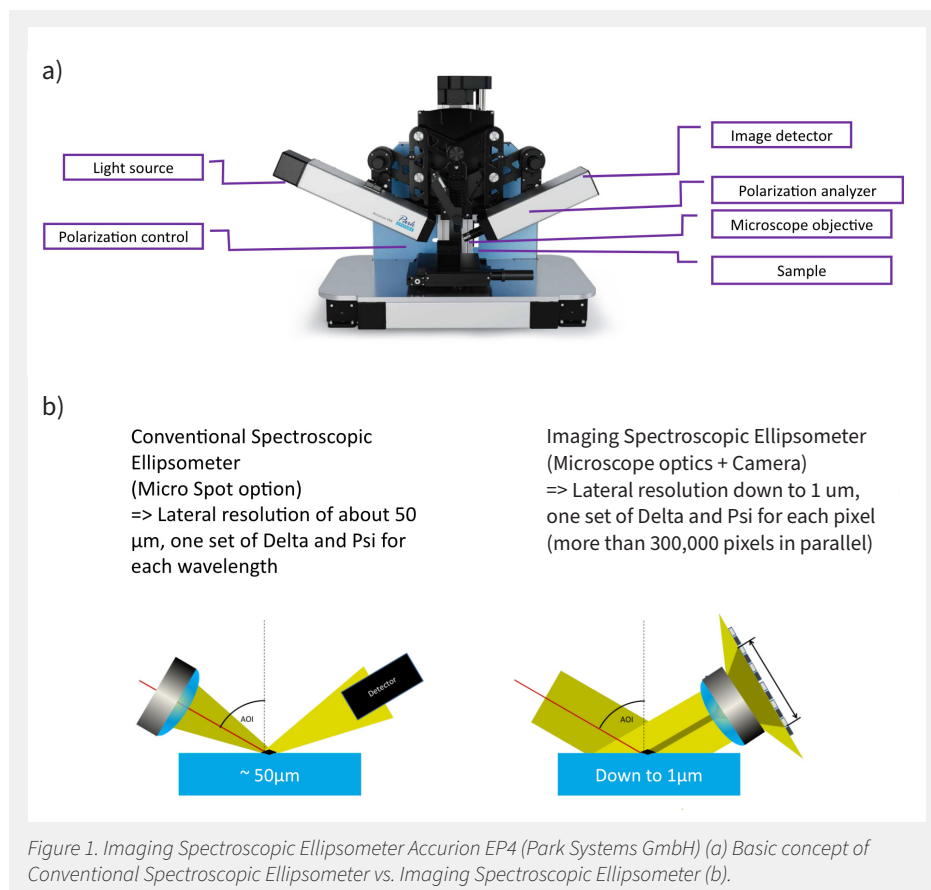 a)
Light source
Polarization control
Image detector
Polarization analyzer
Microscope objective
Sample
Park
b)
Conventional Spectroscopic
Ellipsometer
(Micro Spot option)
=> Lateral resolution of about 50
μm, one set of Delta and Psi for
each wavelength
Imaging Spectroscopic Ellipsometer
(Microscope optics + Camera)
=> Lateral resolution down to 1 um,
one set of Delta and Psi for each pixel
(more than 300,000 pixels in parallel)
AOI
Detector
~ 50μm
AOI
Down to 1μm
Figure 1. Imaging Spectroscopic Ellipsometer Accurion EP4 (Park Systems GmbH) (a) Basic concept of
Conventional Spectroscopic Ellipsometer vs. Imaging Spectroscopic Ellipsometer (b).